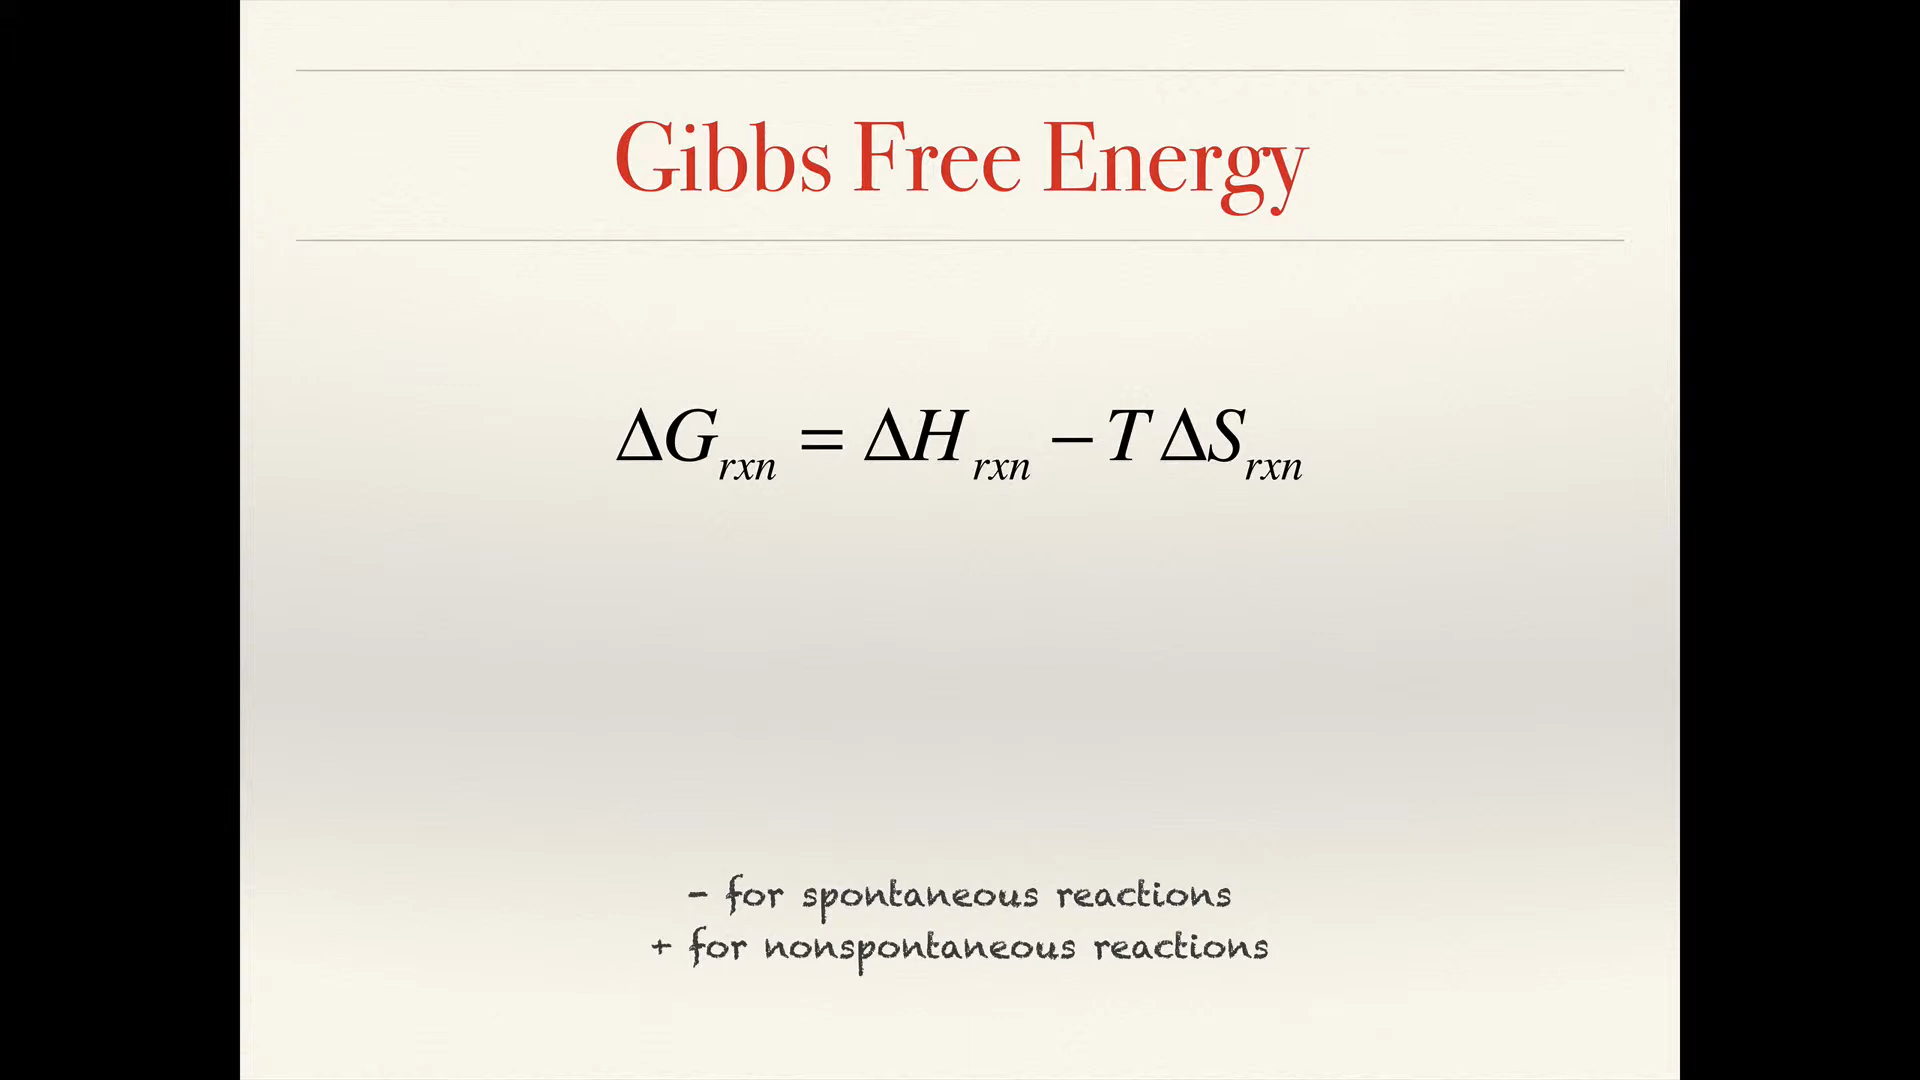 Gibbs Free Energy
ΔG_rxn = ΔH_rxn − TΔS_rxn
- for spontaneous reactions
+ for nonspontaneous reactions